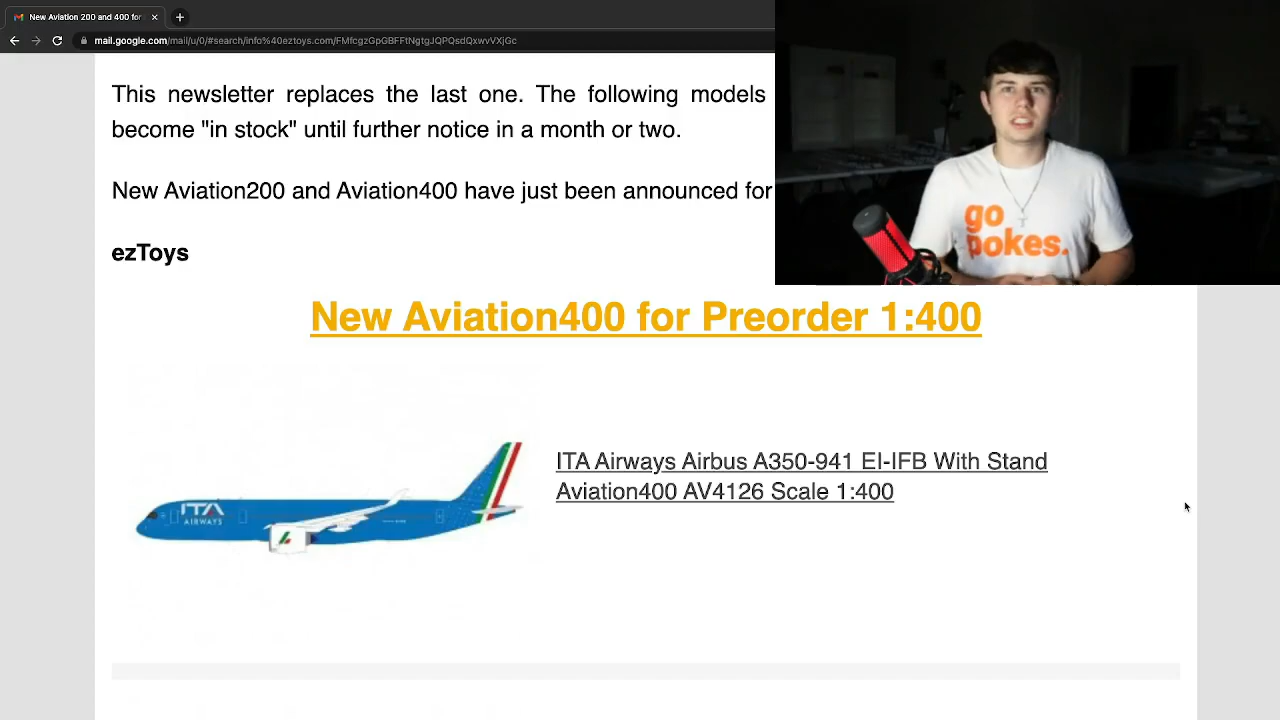 New Aviation 200 and 400 for
mail.google.com/mail/u/0/#search/info%40eztoys.com/FMfcgzGpGBFFtNgtgJQPQsdQxwvVXjGc
This newsletter replaces the last one. The following models
become "in stock" until further notice in a month or two.
New Aviation200 and Aviation400 have just been announced for
ezToys
go
pokes.
New Aviation400 for Preorder 1:400
ITA Airways Airbus A350-941 EI-IFB With Stand
Aviation400 AV4126 Scale 1:400
ITA
AIRWAYS